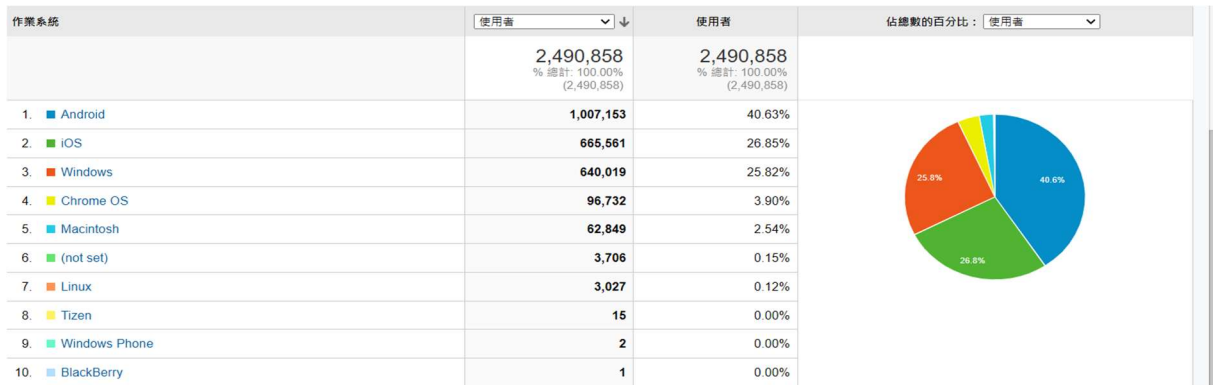 作業系統 使用者 使用者 佔總數的百分比： 使用者
2,490,858 2,490,858
% 總計: 100.00% % 總計: 100.00%
(2,490,858) (2,490,858)
1. Android 1,007,153 40.63%
2. iOS 665,561 26.85%
3. Windows 640,019 25.82%
4. Chrome OS 96,732 3.90%
5. Macintosh 62,849 2.54%
6. (not set) 3,706 0.15%
7. Linux 3,027 0.12%
8. Tizen 15 0.00%
9. Windows Phone 2 0.00%
10. BlackBerry 1 0.00%
25.8%
40.6%
26.8%